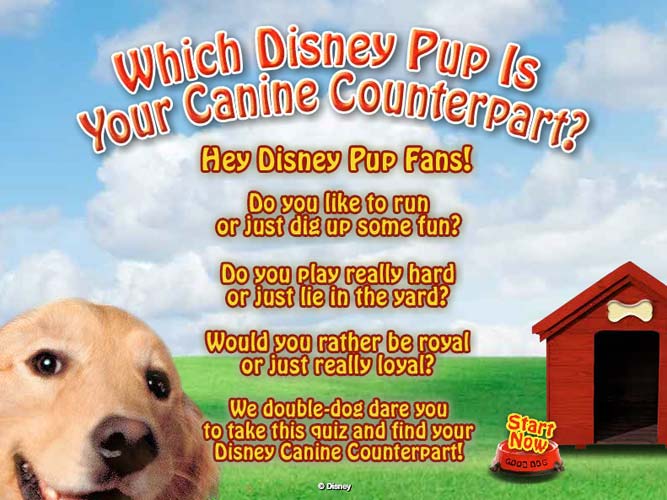 Which Disney Pup Is
Your Canine Counterpart?
Hey Disney Pup Fans!
Do you like to run
or just dig up some fun?
Do you play really hard
or just lie in the yard?
Would you rather be royal
or just really loyal?
We double-dog dare you
to take this quiz and find your
Disney Canine Counterpart!
Start
Now
GOOD DOG
© Disney